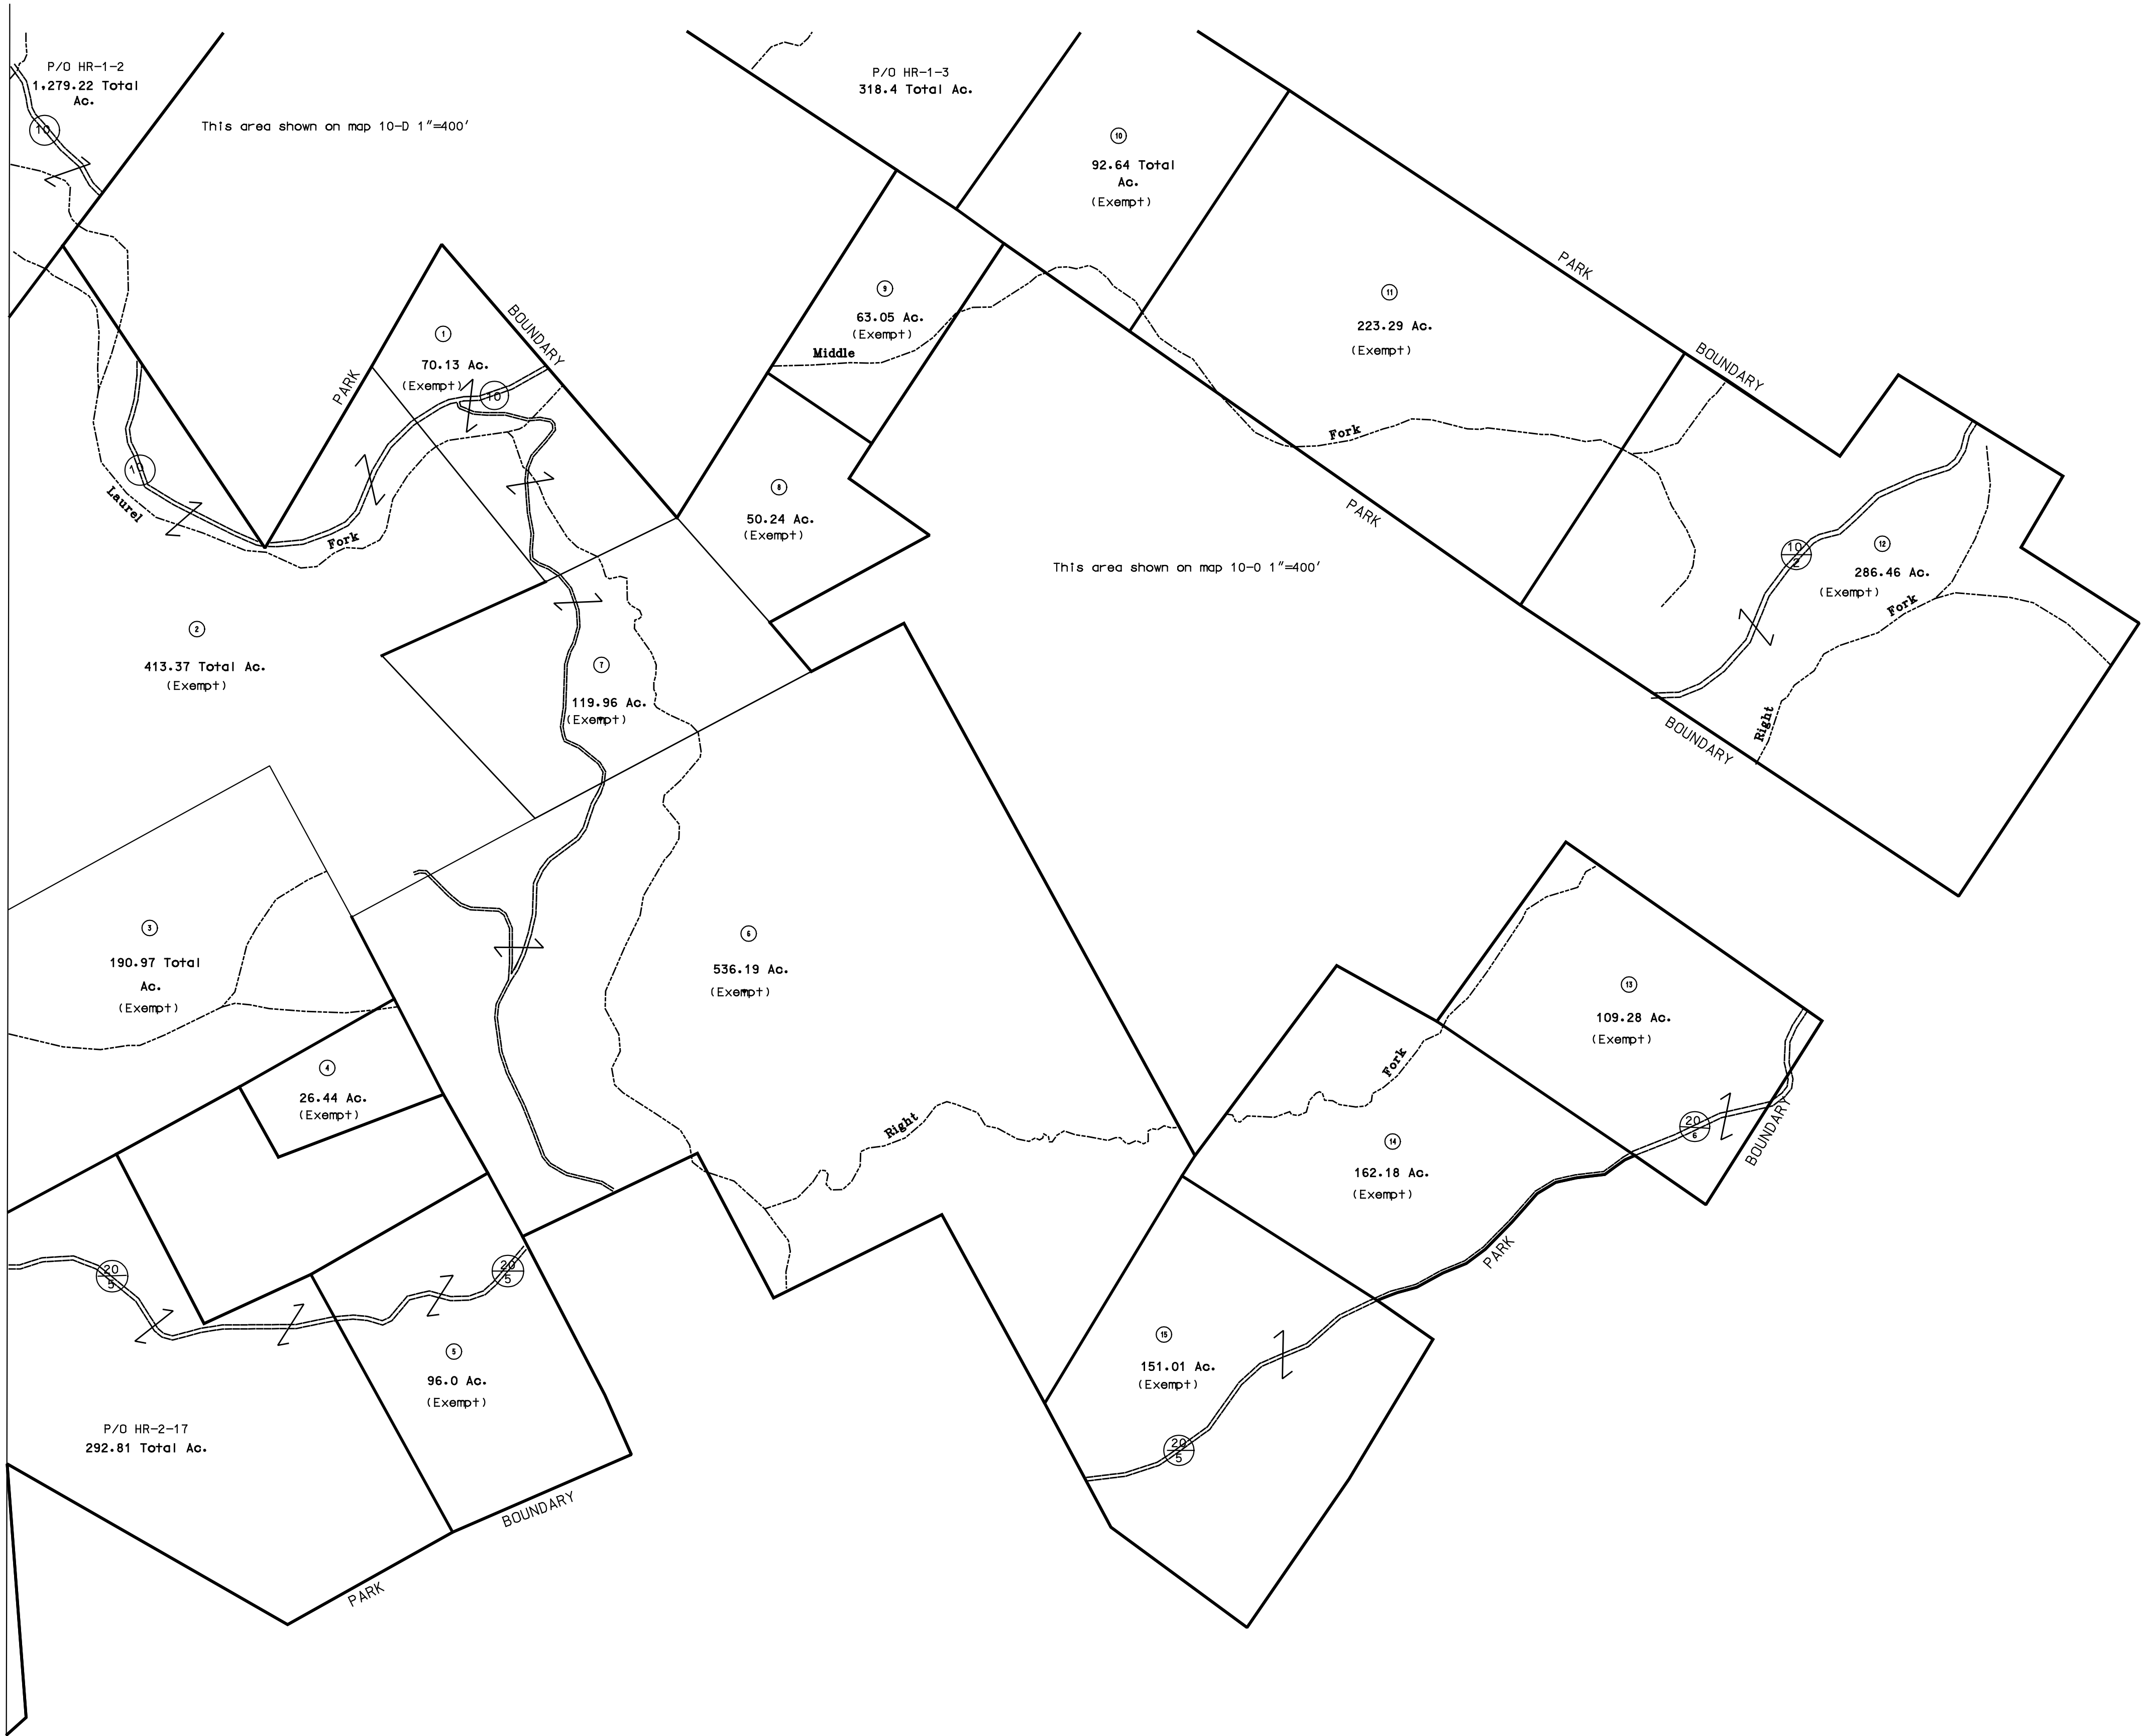 P/O HR-1-2
1,279.22 Total
Ac.
10
This area shown on map 10-D 1"=400'
P/O HR-1-3
318.4 Total Ac.
10
92.64 Total
Ac.
(Exempt)
PARK
BOUNDARY
11
223.29 Ac.
(Exempt)
9
63.05 Ac.
(Exempt)
Middle
Fork
BOUNDARY
PARK
1
70.13 Ac.
(Exempt)
10
10
Laurel
Fork
8
50.24 Ac.
(Exempt)
PARK
This area shown on map 10-O 1"=400'
10
2
12
286.46 Ac.
(Exempt)
Fork
Right
BOUNDARY
2
413.37 Total Ac.
(Exempt)
7
119.96 Ac.
(Exempt)
3
190.97 Total
Ac.
(Exempt)
6
536.19 Ac.
(Exempt)
13
109.28 Ac.
(Exempt)
4
26.44 Ac.
(Exempt)
Right
Fork
20
6
BOUNDARY
14
162.18 Ac.
(Exempt)
PARK
20
5
20
5
5
96.0 Ac.
(Exempt)
15
151.01 Ac.
(Exempt)
20
5
P/O HR-2-17
292.81 Total Ac.
BOUNDARY
PARK